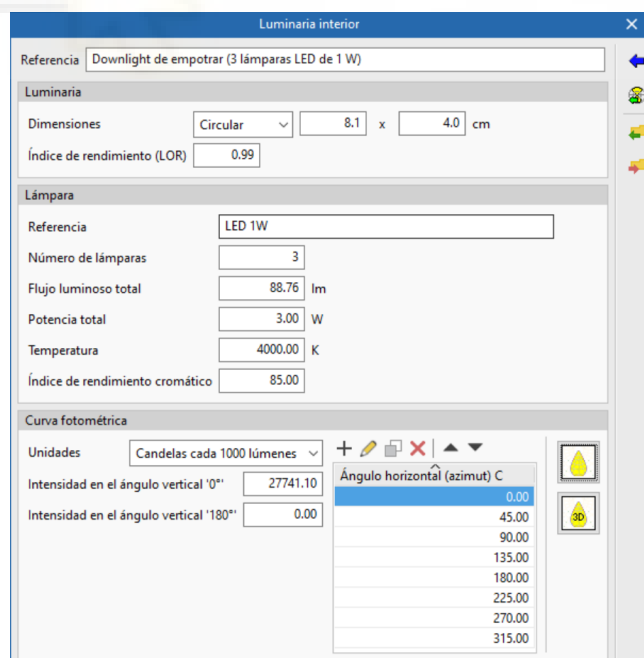 Luminaria interior
Referencia Downlight de empotrar (3 lámparas LED de 1 W)
Luminaria
Dimensiones Circular 8.1 x 4.0 cm
Índice de rendimiento (LOR) 0.99
Lámpara
Referencia LED 1W
Número de lámparas 3
Flujo luminoso total 88.76 lm
Potencia total 3.00 W
Temperatura 4000.00 K
Índice de rendimiento cromático 85.00
Curva fotométrica
Unidades Candelas cada 1000 lúmenes
Intensidad en el ángulo vertical '0°' 27741.10
Intensidad en el ángulo vertical '180°' 0.00
Ángulo horizontal (azimut) C
0.00
45.00
90.00
135.00
180.00
225.00
270.00
315.00
3D